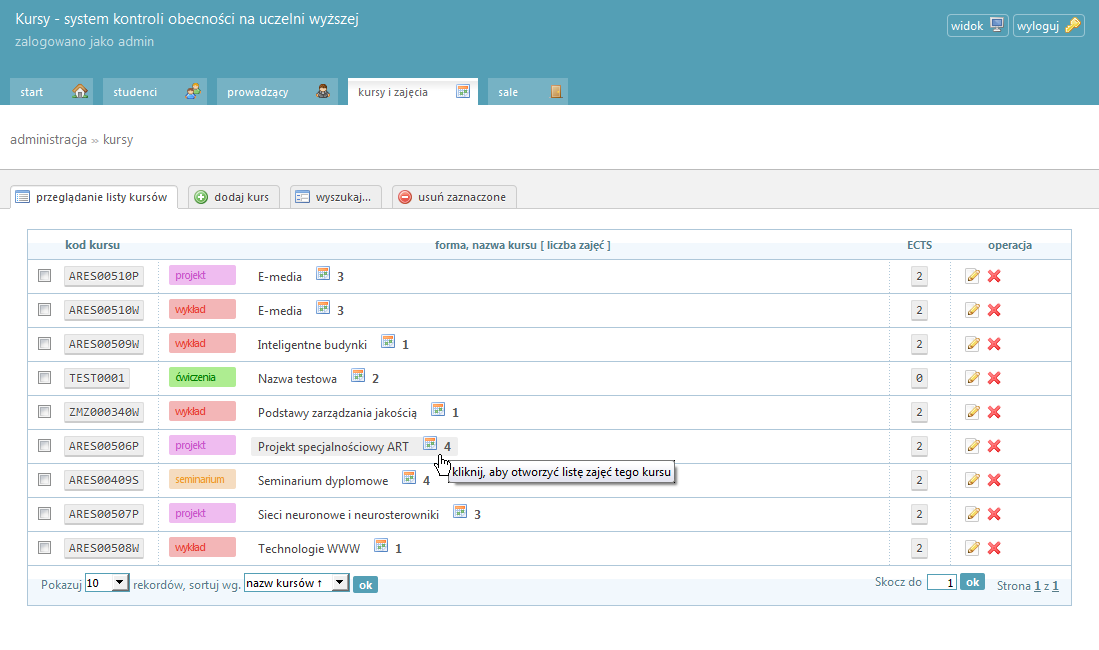 Kursy - system kontroli obecności na uczelni wyższej
zalogowano jako admin
widok
wyloguj
start
studenci
prowadzący
kursy i zajęcia
sale
administracja » kursy
przeglądanie listy kursów
dodaj kurs
wyszukaj...
usuń zaznaczone
kod kursu forma, nazwa kursu [ liczba zajęć ] ECTS operacja
ARES00510P projekt E-media 3 2
ARES00510W wykład E-media 3 2
ARES00509W wykład Inteligentne budynki 1 2
TEST0001 ćwiczenia Nazwa testowa 2 0
ZMZ000340W wykład Podstawy zarządzania jakością 1 2
ARES00506P projekt Projekt specjalnościowy ART 4 2
kliknij, aby otworzyć listę zajęć tego kursu
ARES00409S seminarium Seminarium dyplomowe 4 2
ARES00507P projekt Sieci neuronowe i neurosterowniki 3 2
ARES00508W wykład Technologie WWW 1 2
Pokazuj 10 rekordów, sortuj wg. nazw kursów ↑ ok
Skocz do 1 ok Strona 1 z 1